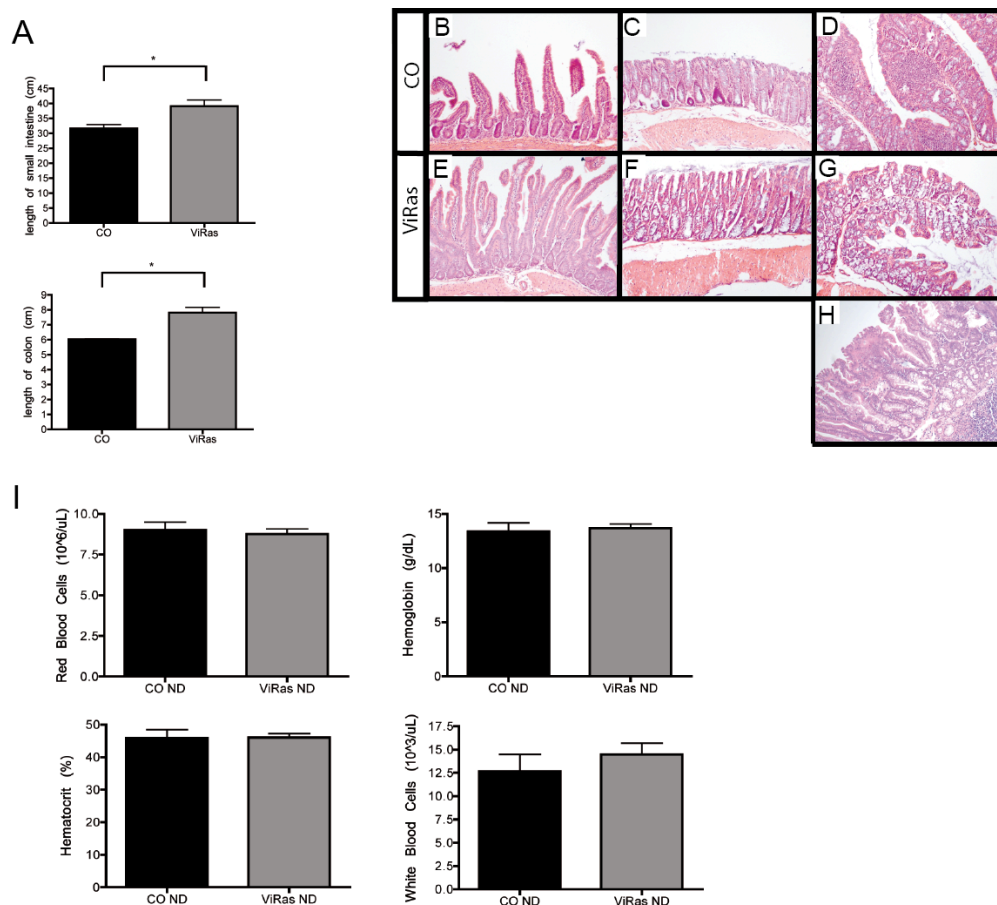 A
*
length of small intestine (cm)
45
40
35
30
25
20
15
10
5
0
CO
ViRas
*
length of colon (cm)
9
8
7
6
5
4
3
2
1
0
CO
ViRas
CO
B
C
D
ViRas
E
F
G
H
I
Red Blood Cells (10^6/uL)
10.0
7.5
5.0
2.5
0.0
CO ND
ViRas ND
Hemoglobin (g/dL)
15
10
5
0
CO ND
ViRas ND
Hematocrit (%)
50
40
30
20
10
0
CO ND
ViRas ND
White Blood Cells (10^3/uL)
17.5
15.0
12.5
10.0
7.5
5.0
2.5
0.0
CO ND
ViRas ND